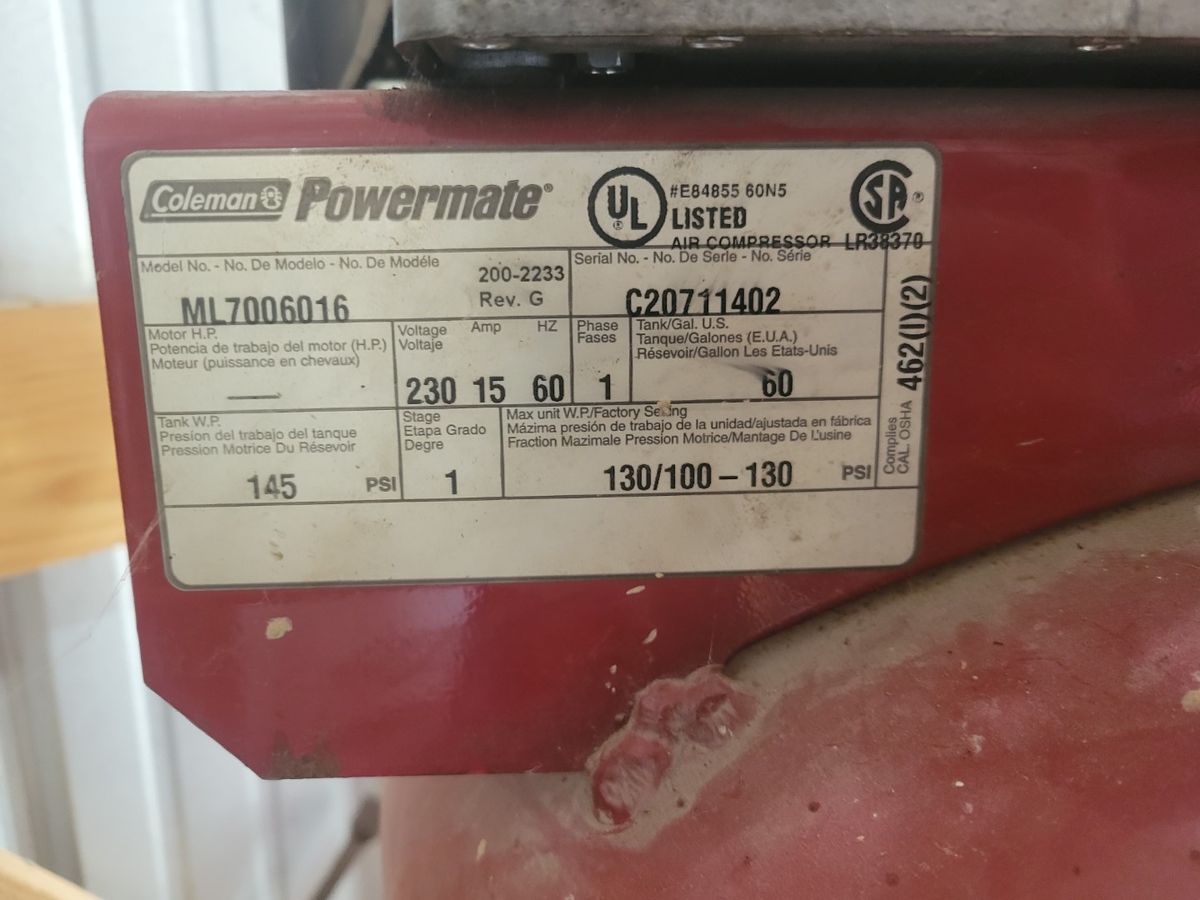 Coleman Powermate®
UL ® #E84855 60N5
LISTED
AIR COMPRESSOR
SA ® LR38370
Model No. - No. De Modelo - No. De Modéle
200-2233
Rev. G
ML7006016
Serial No. - No. De Serle - No. Série
C20711402
Motor H.P.
Potencia de trabajo del motor (H.P.)
Moteur (puissance en chevaux)
—
Voltage Amp HZ
Voltaje
230 15 60
Phase
Fases
1
Tank/Gal. U.S.
Tanque/Galones (E.U.A.)
Résevoir/Gallon Les Etats-Unis
60
Tank W.P.
Presion del trabajo del tanque
Pression Motrice Du Résevoir
145 PSI
Stage
Etapa Grado
Degre
1
Max unit W.P./Factory Setting
Mázima presión de trabajo de la unidad/ajustada en fábrica
Fraction Mazimale Pression Motrice/Mantage De L'usine
130/100 – 130 PSI
Complies
CAL. OSHA 462(l)(2)